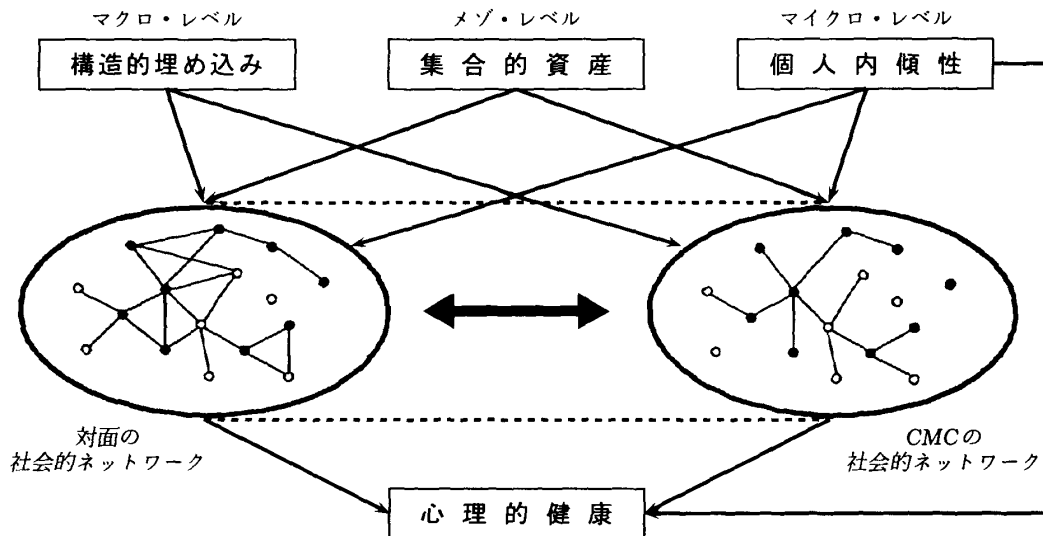 マクロ・レベル
メゾ・レベル
マイクロ・レベル
構造的埋め込み
集合的資産
個人内傾性
対面の
社会的ネットワーク
CMCの
社会的ネットワーク
心理的健康